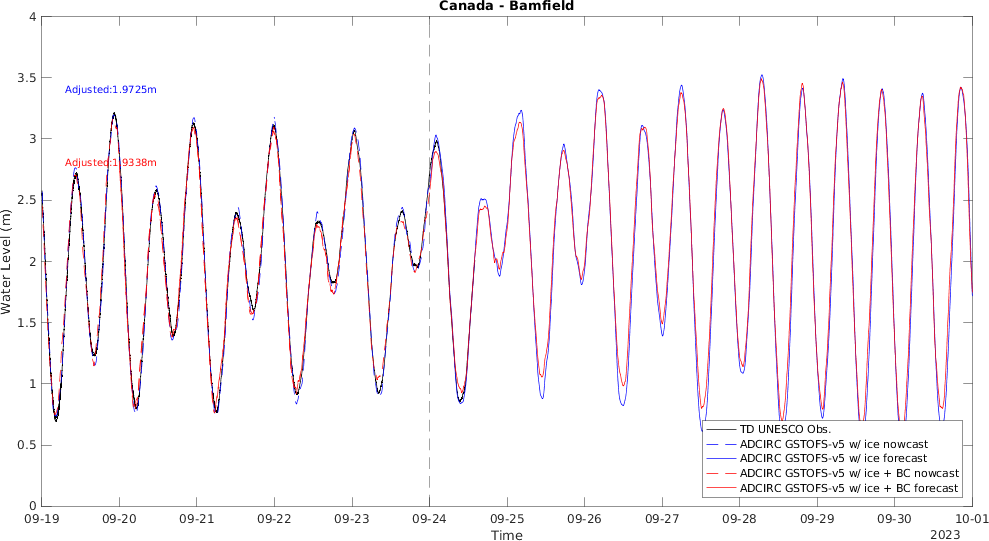 Canada - Bamfield
4
3.5
3
2.5
2
1.5
1
0.5
0
Water Level (m)
Adjusted:1.9725m
Adjusted:1.9338m
TD UNESCO Obs.
ADCIRC GSTOFS-v5 w/ ice nowcast
ADCIRC GSTOFS-v5 w/ ice forecast
ADCIRC GSTOFS-v5 w/ ice + BC nowcast
ADCIRC GSTOFS-v5 w/ ice + BC forecast
09-19 09-20 09-21 09-22 09-23 09-24 09-25 09-26 09-27 09-28 09-29 09-30 10-01
Time
2023